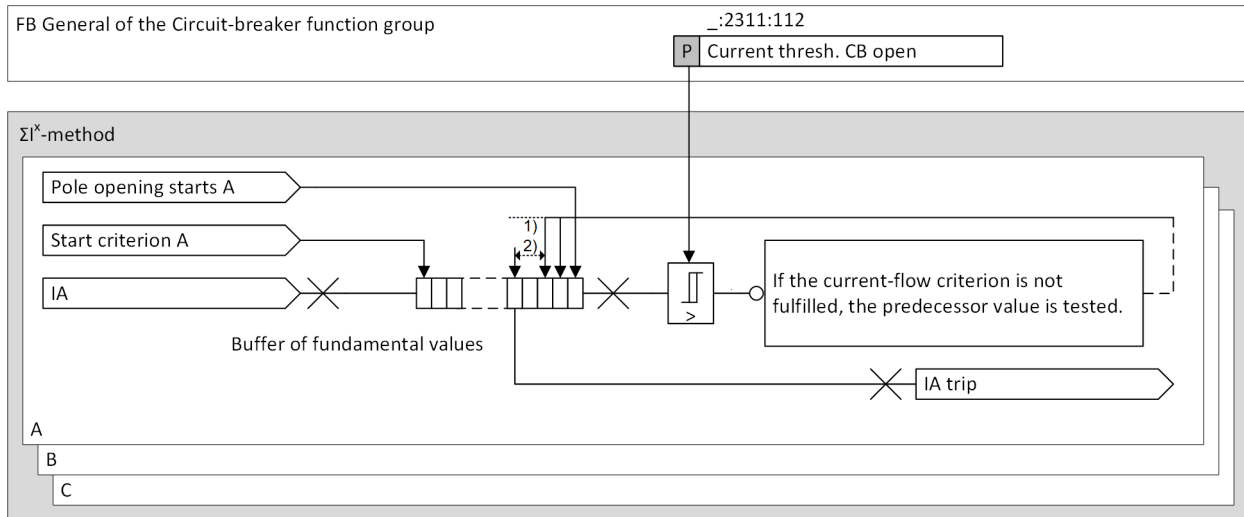 FB General of the Circuit-breaker function group
_:2311:112
P
Current thresh. CB open
ΣIˣ-method
Pole opening starts A
Start criterion A
1)
2)
IA
>
If the current-flow criterion is not
fulfilled, the predecessor value is tested.
Buffer of fundamental values
IA trip
A
B
C